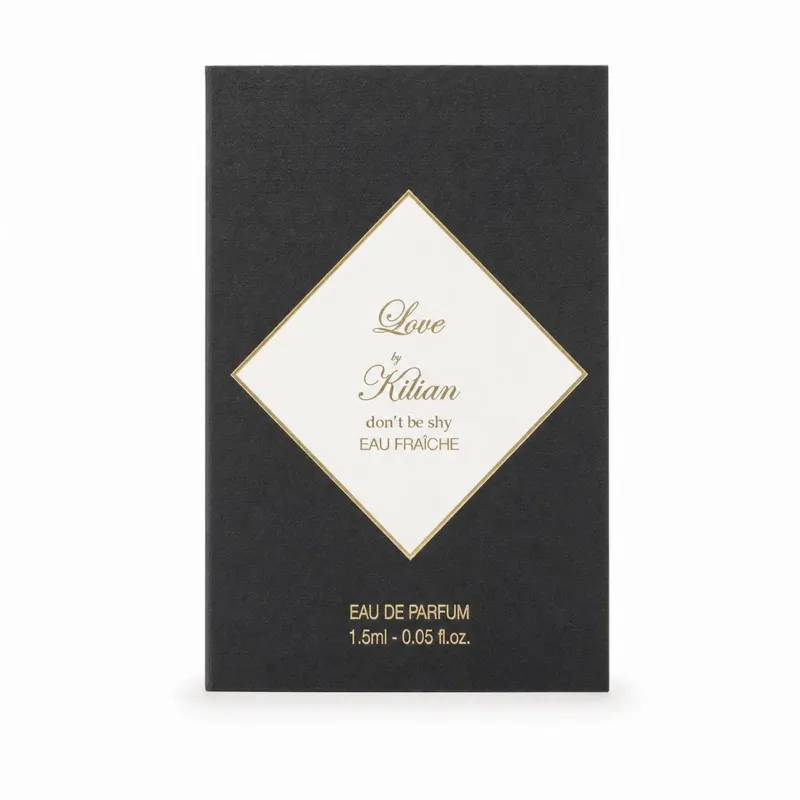 Love
by
Kilian
don't be shy
EAU FRAÎCHE
EAU DE PARFUM
1.5ml - 0.05 fl.oz.